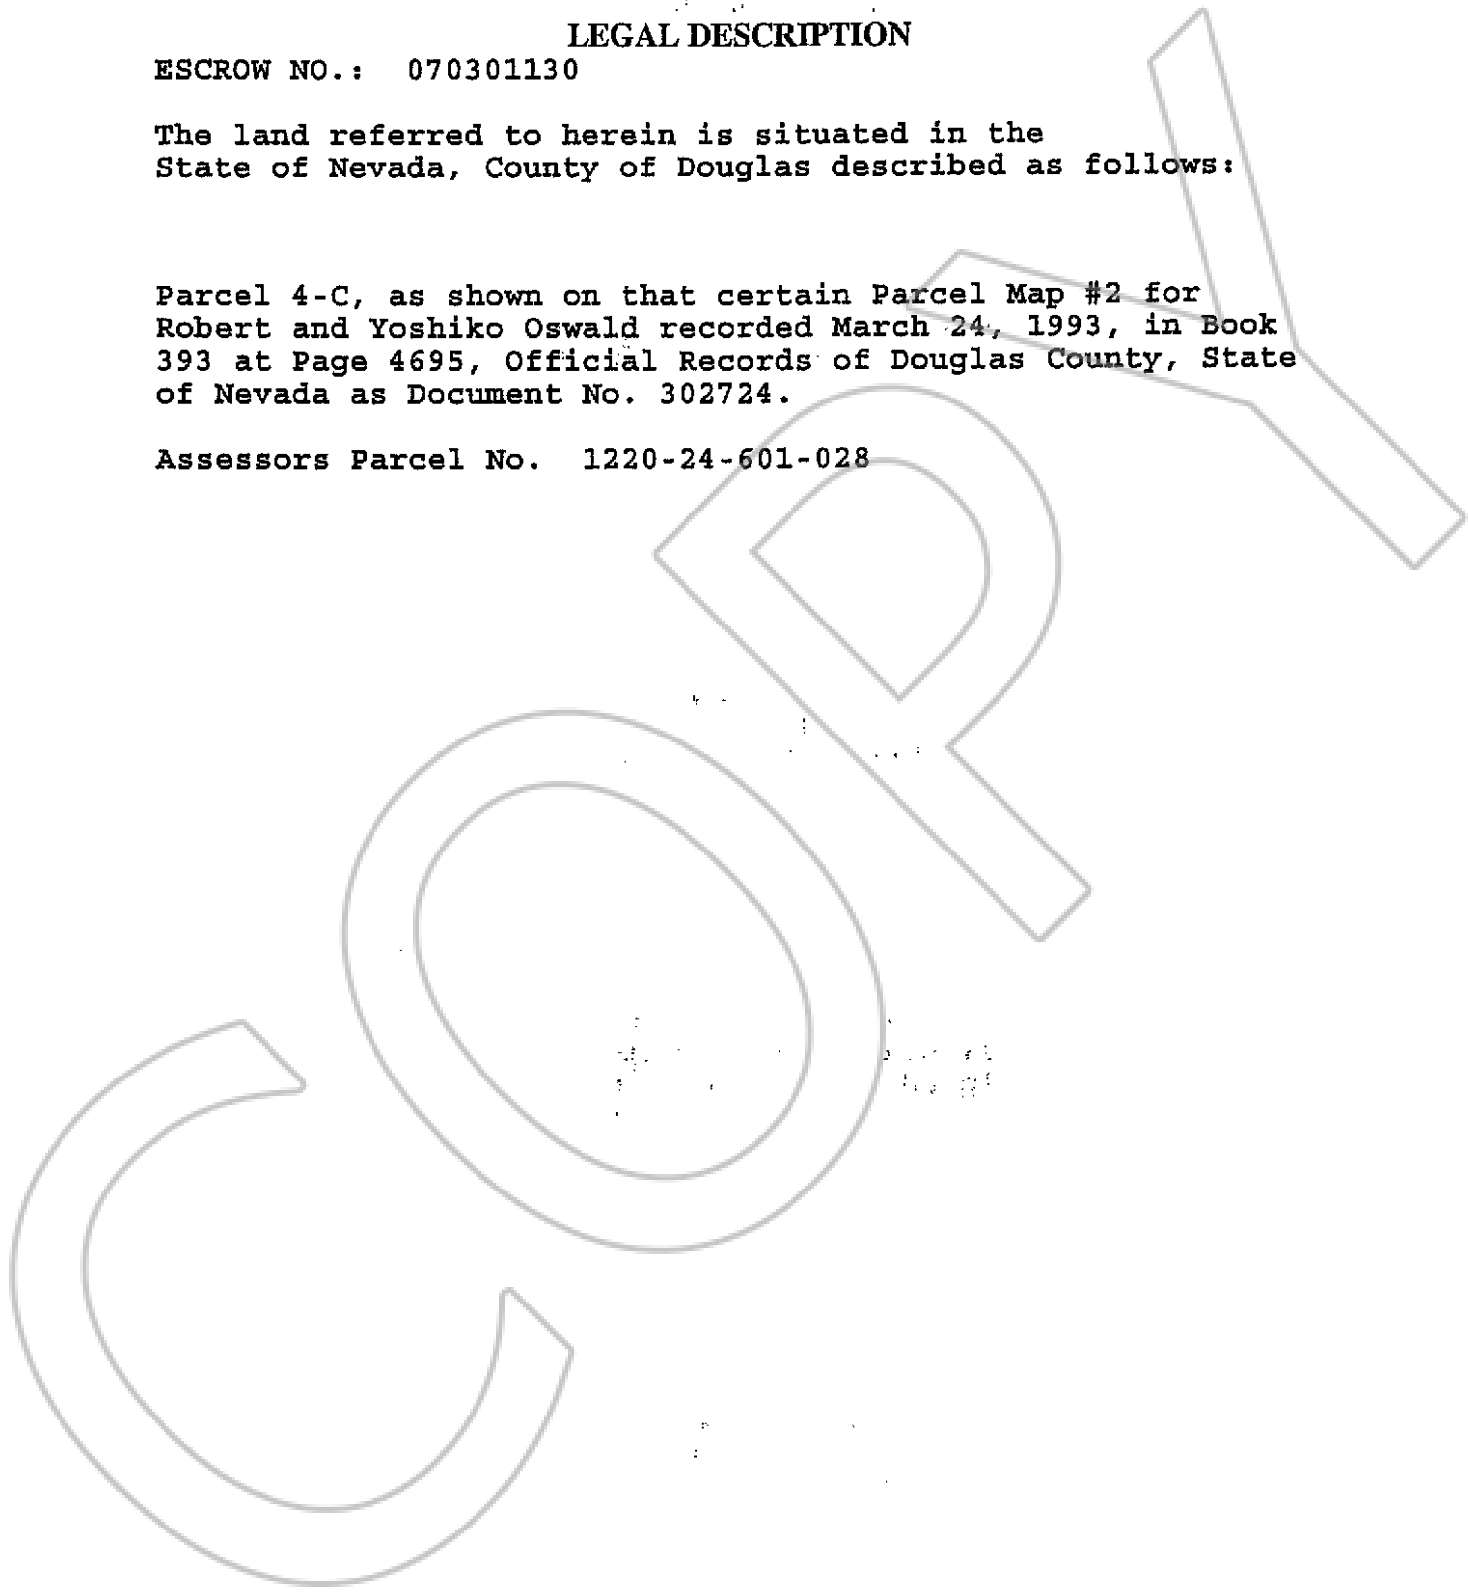 LEGAL DESCRIPTION
ESCROW NO.: 070301130
The land referred to herein is situated in the
State of Nevada, County of Douglas described as follows:
Parcel 4-C, as shown on that certain Parcel Map #2 for
Robert and Yoshiko Oswald recorded March 24, 1993, in Book
393 at Page 4695, Official Records of Douglas County, State
of Nevada as Document No. 302724.
Assessors Parcel No. 1220-24-601-028
COPY